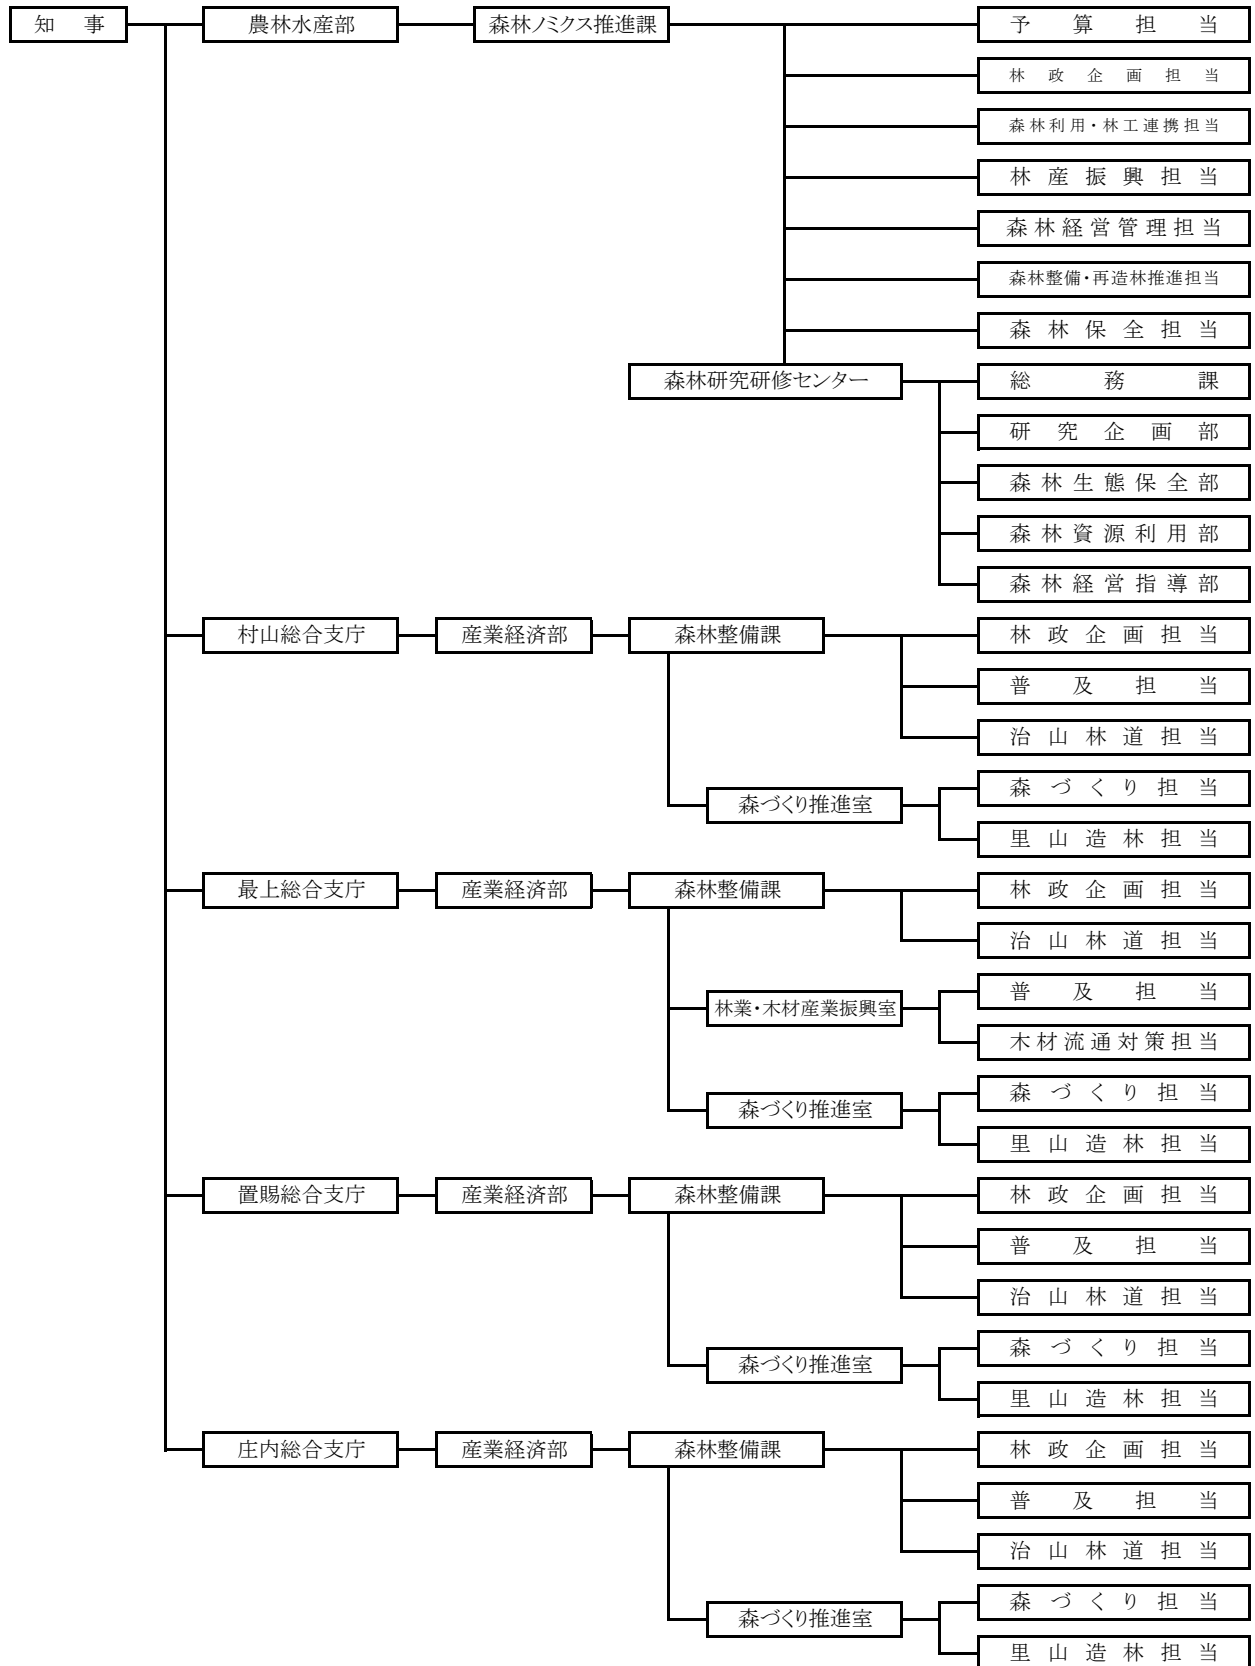 知事 農林水産部 森林ノミクス推進課 予算担当
林政企画担当
森林利用・林工連携担当
林産振興担当
森林経営管理担当
森林整備・再造林推進担当
森林保全担当
森林研究研修センター 総務課
研究企画部
森林生態保全部
森林資源利用部
森林経営指導部
村山総合支庁 産業経済部 森林整備課 林政企画担当
普及担当
治山林道担当
森づくり担当
森づくり推進室
里山造林担当
最上総合支庁 産業経済部 森林整備課 林政企画担当
治山林道担当
普及担当
林業・木材産業振興室
木材流通対策担当
森づくり担当
森づくり推進室
里山造林担当
置賜総合支庁 産業経済部 森林整備課 林政企画担当
普及担当
治山林道担当
森づくり担当
森づくり推進室
里山造林担当
庄内総合支庁 産業経済部 森林整備課 林政企画担当
普及担当
治山林道担当
森づくり担当
森づくり推進室
里山造林担当